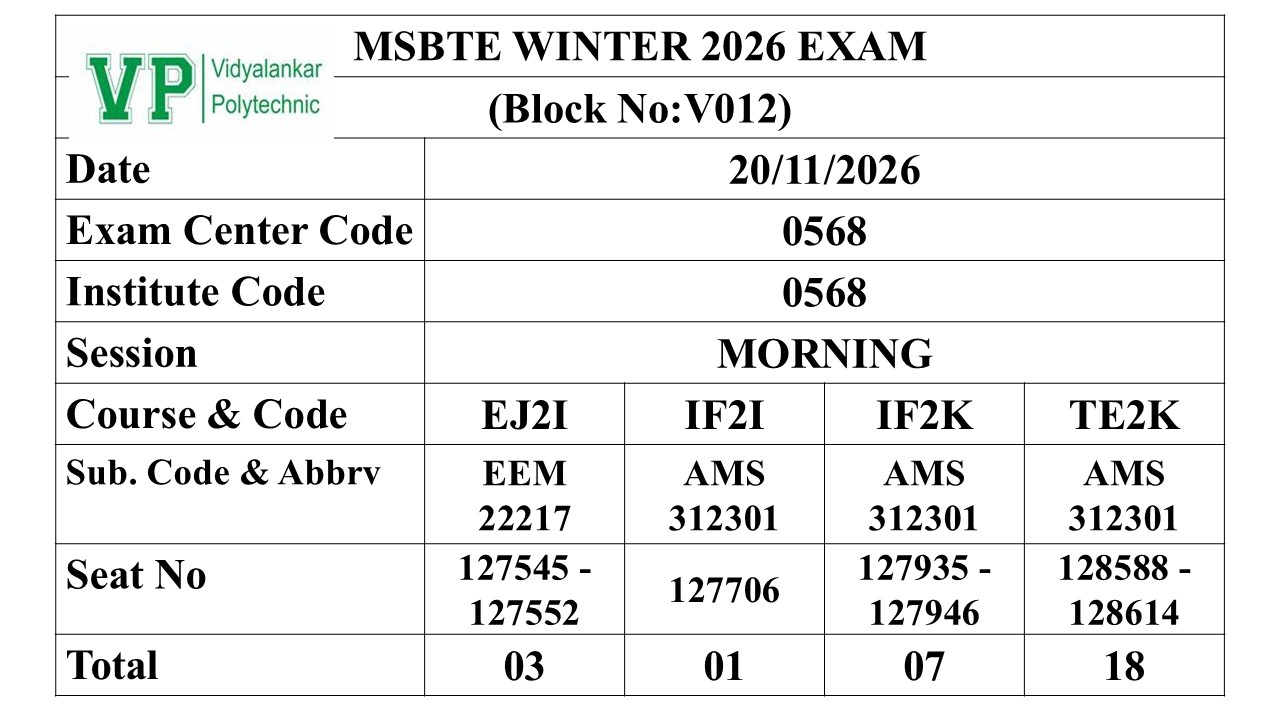 MSBTE WINTER 2026 EXAM
VP Vidyalankar
Polytechnic
(Block No:V012)
Date 20/11/2026
Exam Center Code 0568
Institute Code 0568
Session MORNING
Course & Code EJ2I IF2I IF2K TE2K
Sub. Code & Abbrv EEM AMS AMS AMS
22217 312301 312301 312301
Seat No 127545 - 127706 127935 - 128588 -
127552 127946 128614
Total 03 01 07 18